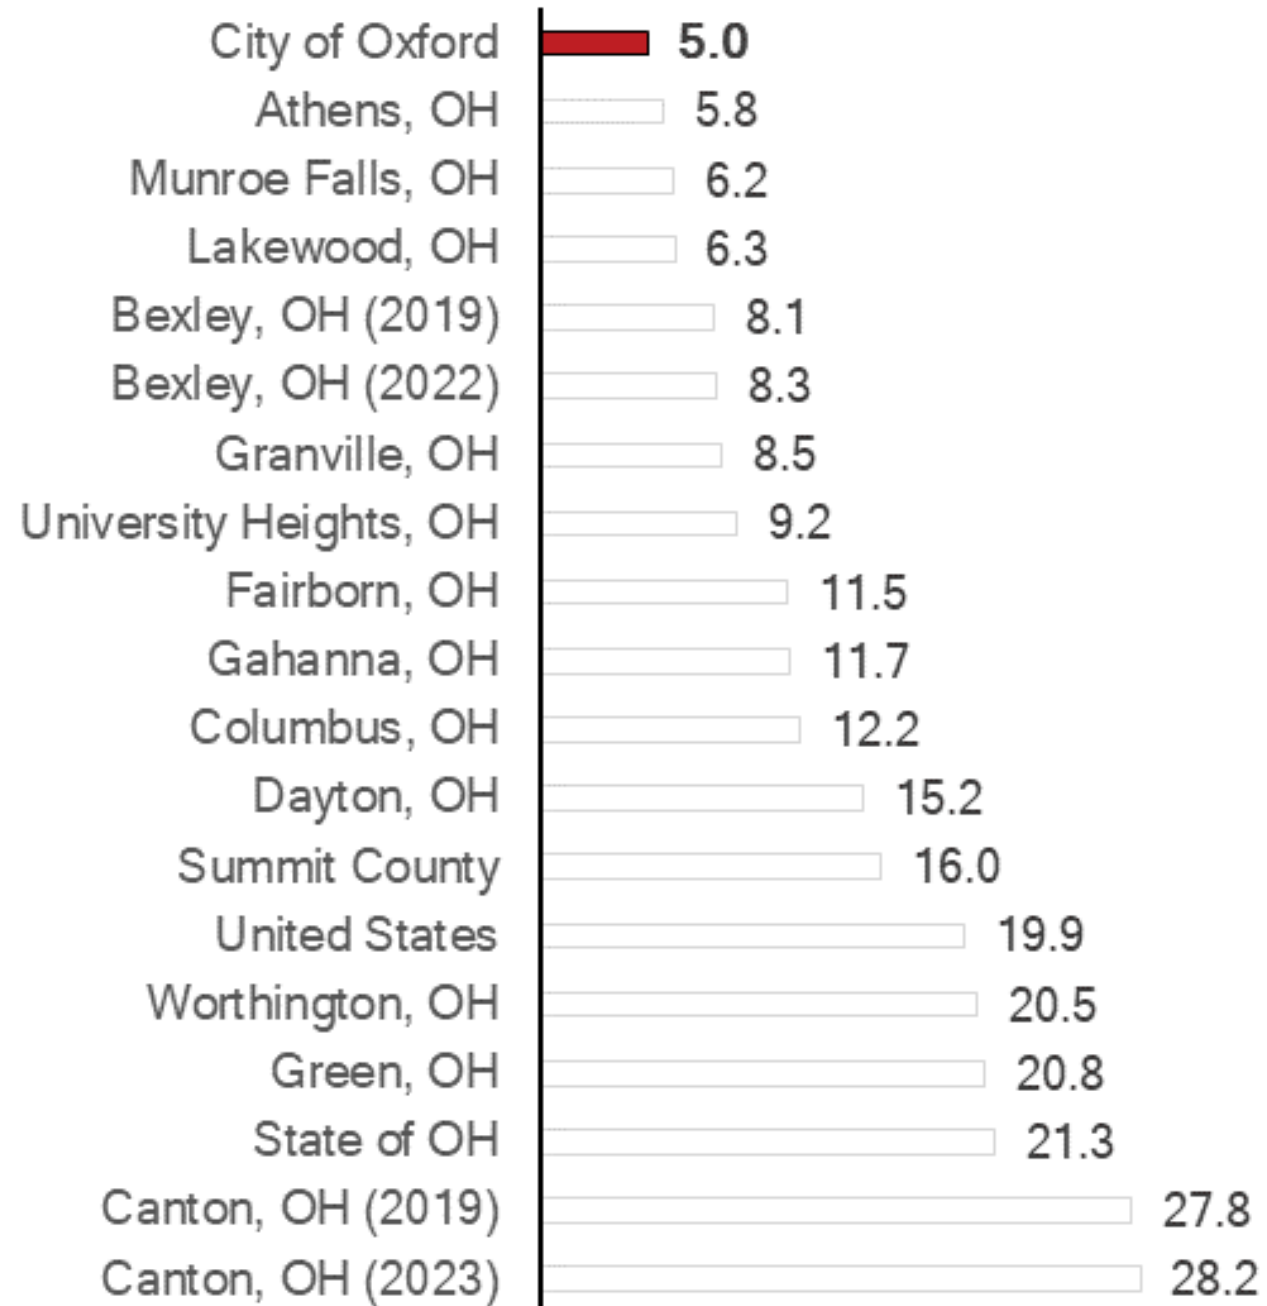 City of Oxford 5.0
Athens, OH 5.8
Munroe Falls, OH 6.2
Lakewood, OH 6.3
Bexley, OH (2019) 8.1
Bexley, OH (2022) 8.3
Granville, OH 8.5
University Heights, OH 9.2
Fairborn, OH 11.5
Gahanna, OH 11.7
Columbus, OH 12.2
Dayton, OH 15.2
Summit County 16.0
United States 19.9
Worthington, OH 20.5
Green, OH 20.8
State of OH 21.3
Canton, OH (2019) 27.8
Canton, OH (2023) 28.2